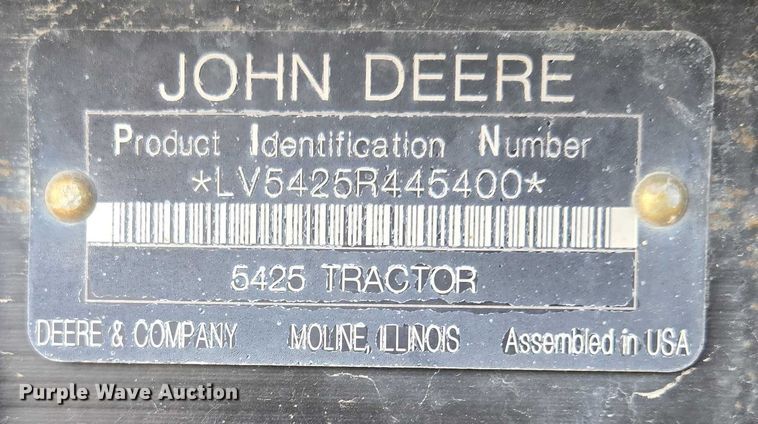 JOHN DEERE
Product Identification Number
*LV5425R445400*
5425 TRACTOR
DEERE & COMPANY MOLINE, ILLINOIS Assembled in USA
Purple Wave Auction